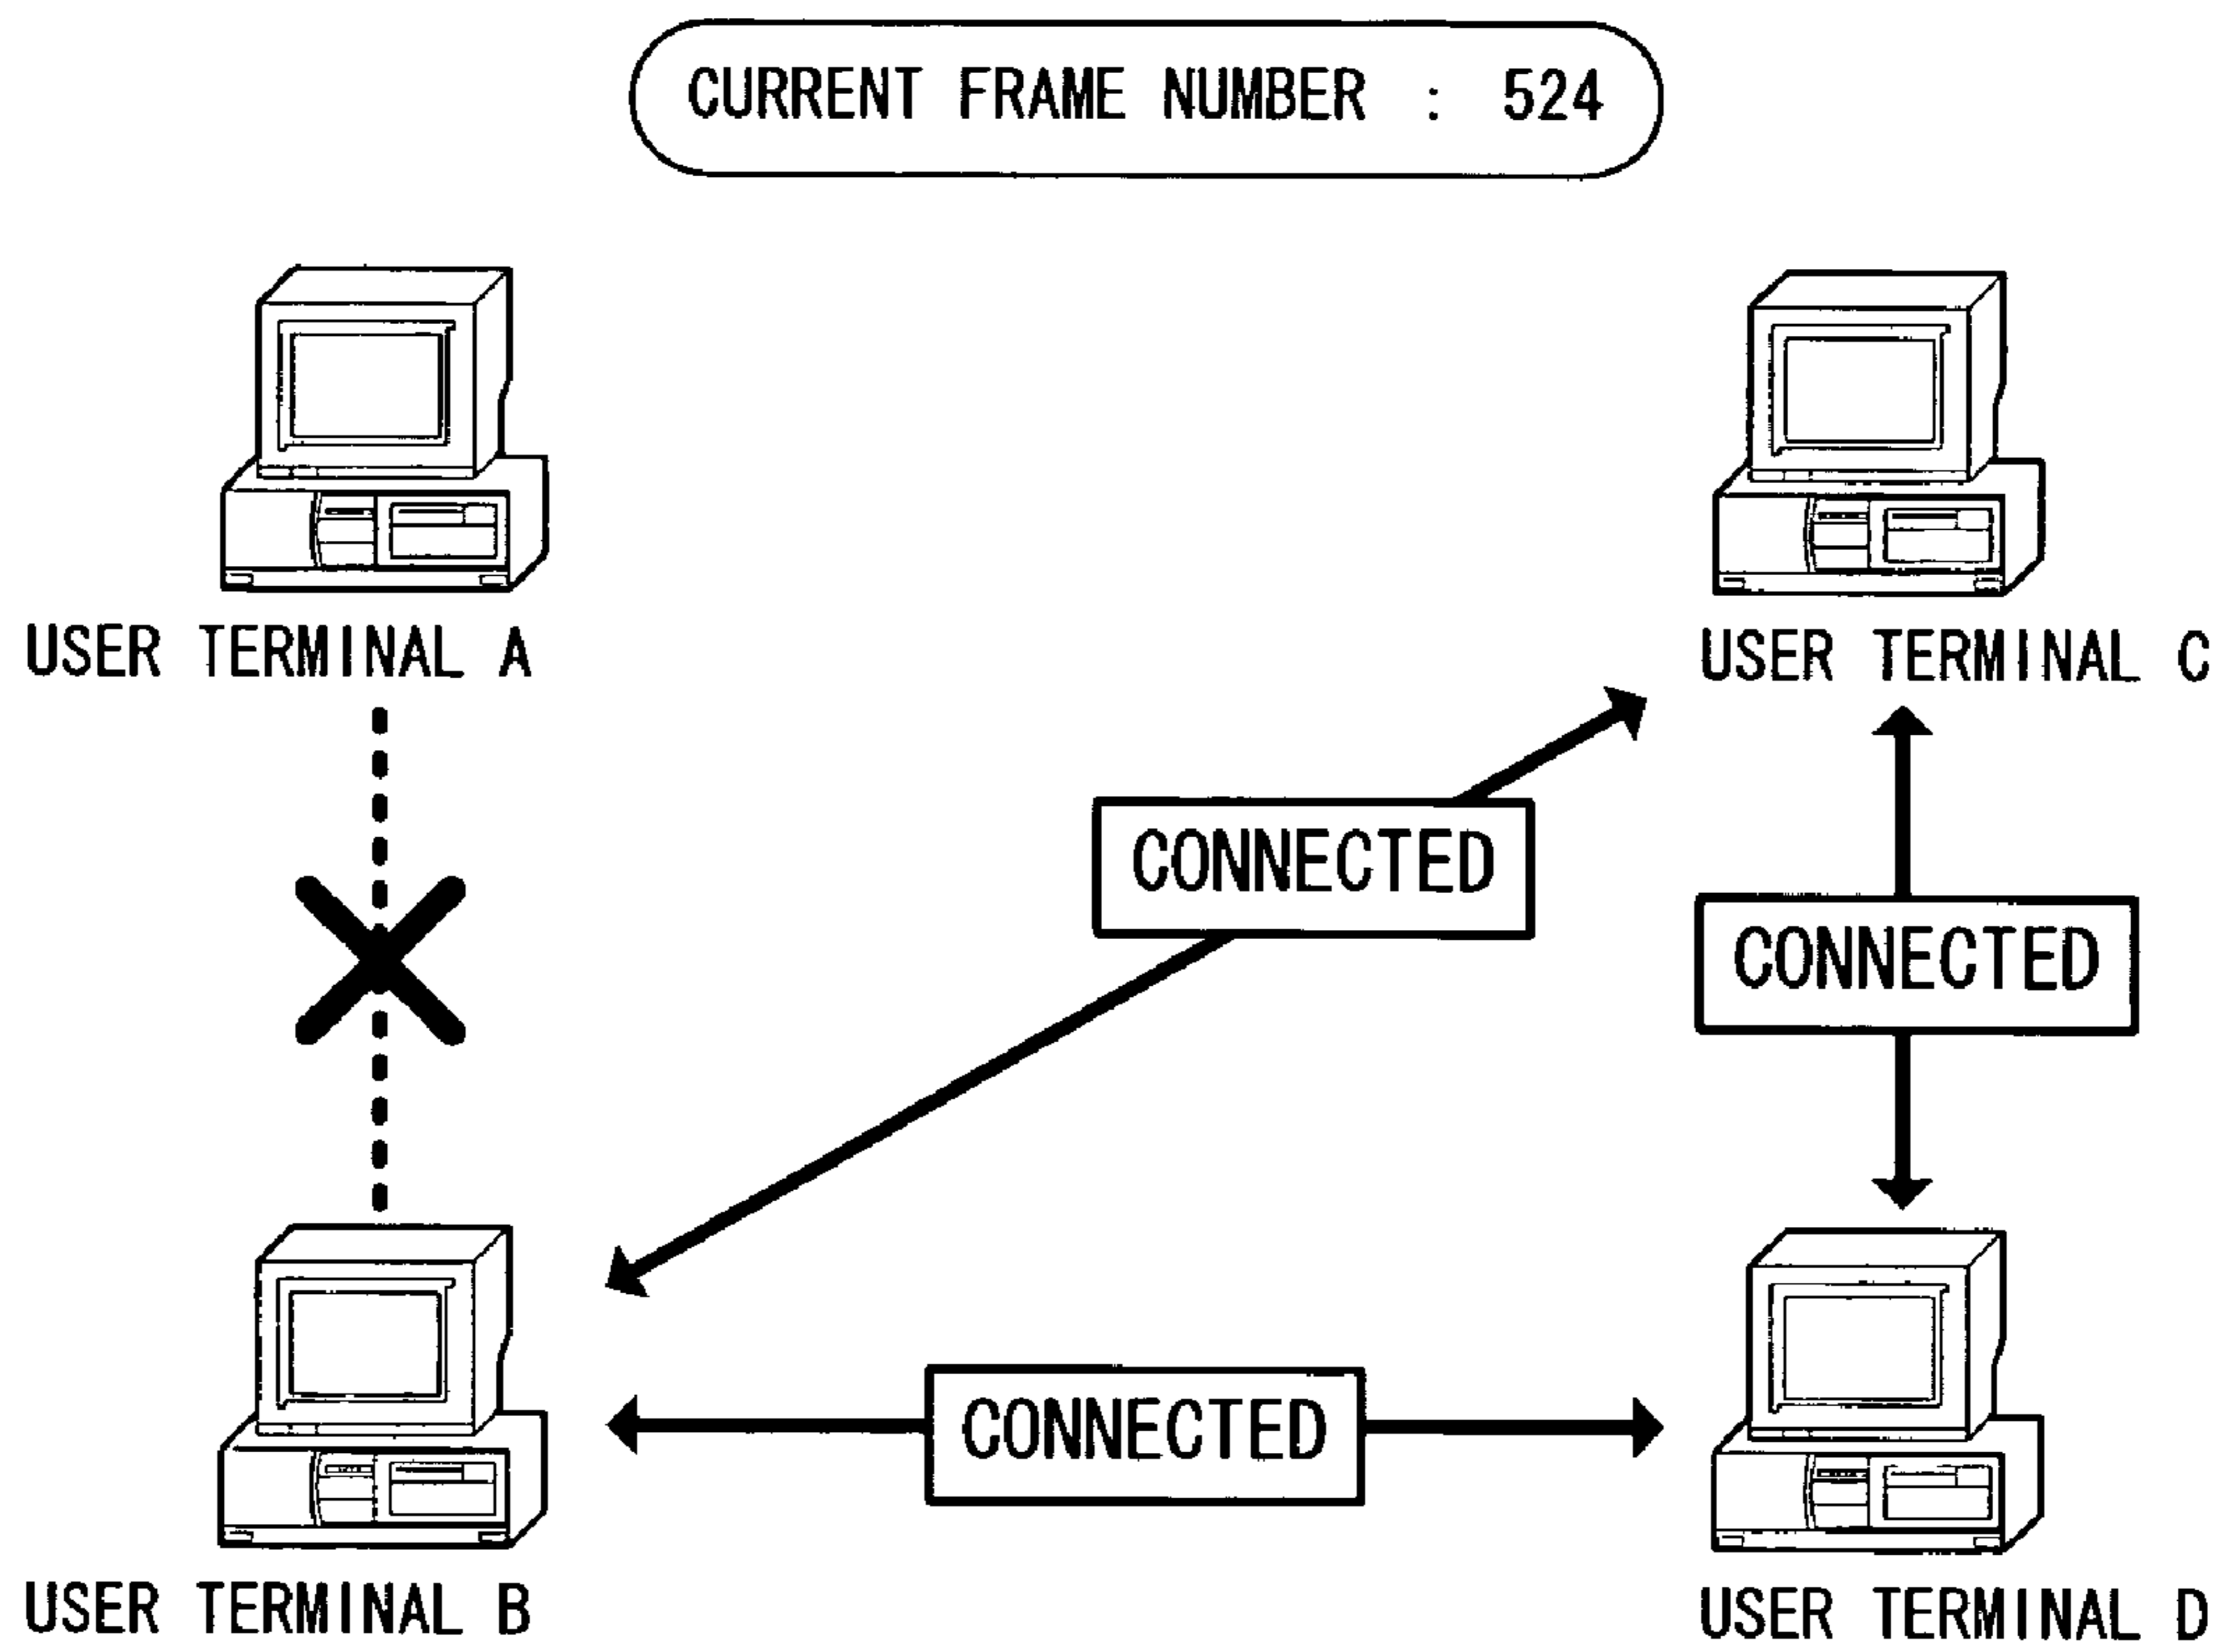 CURRENT FRAME NUMBER : 524
USER TERMINAL A
USER TERMINAL C
CONNECTED
CONNECTED
CONNECTED
USER TERMINAL B
USER TERMINAL D